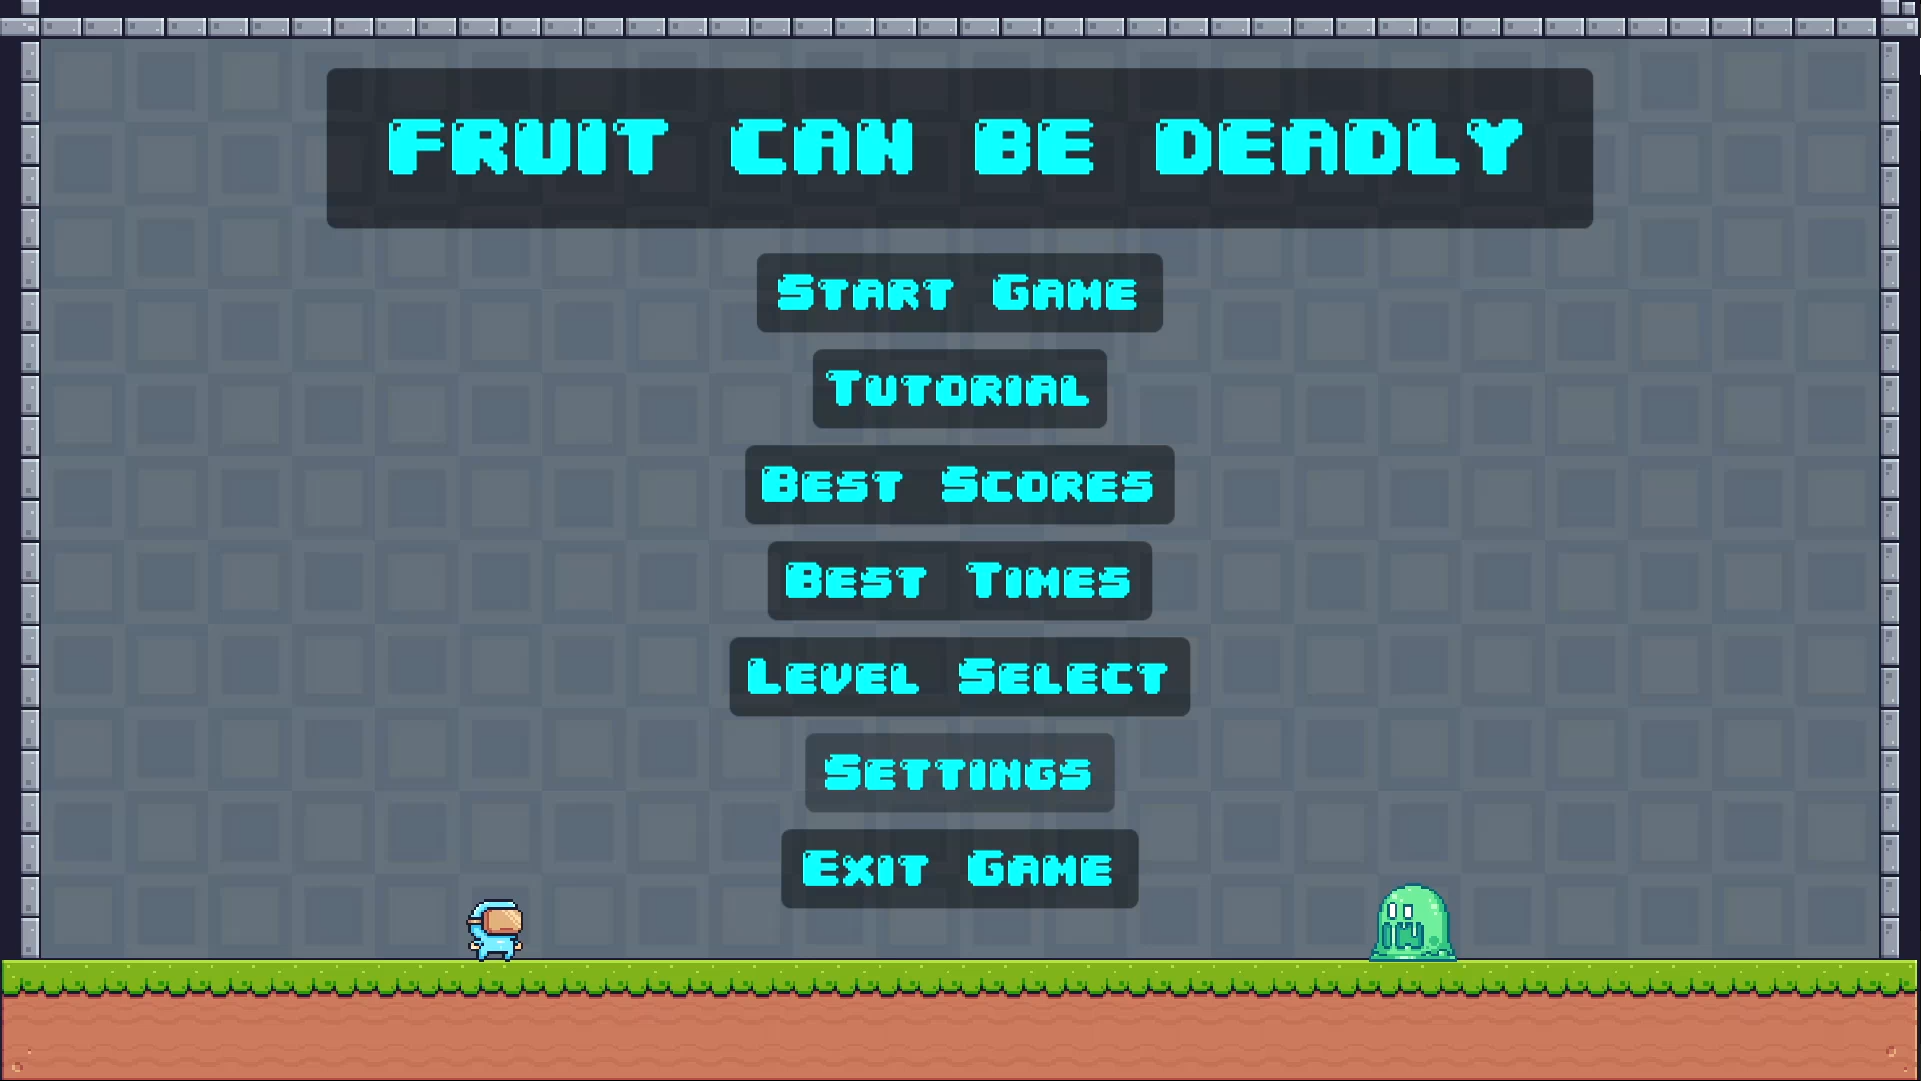 FRUIT CAN BE DEADLY
Start Game
Tutorial
Best Scores
Best Times
Level Select
Settings
Exit Game